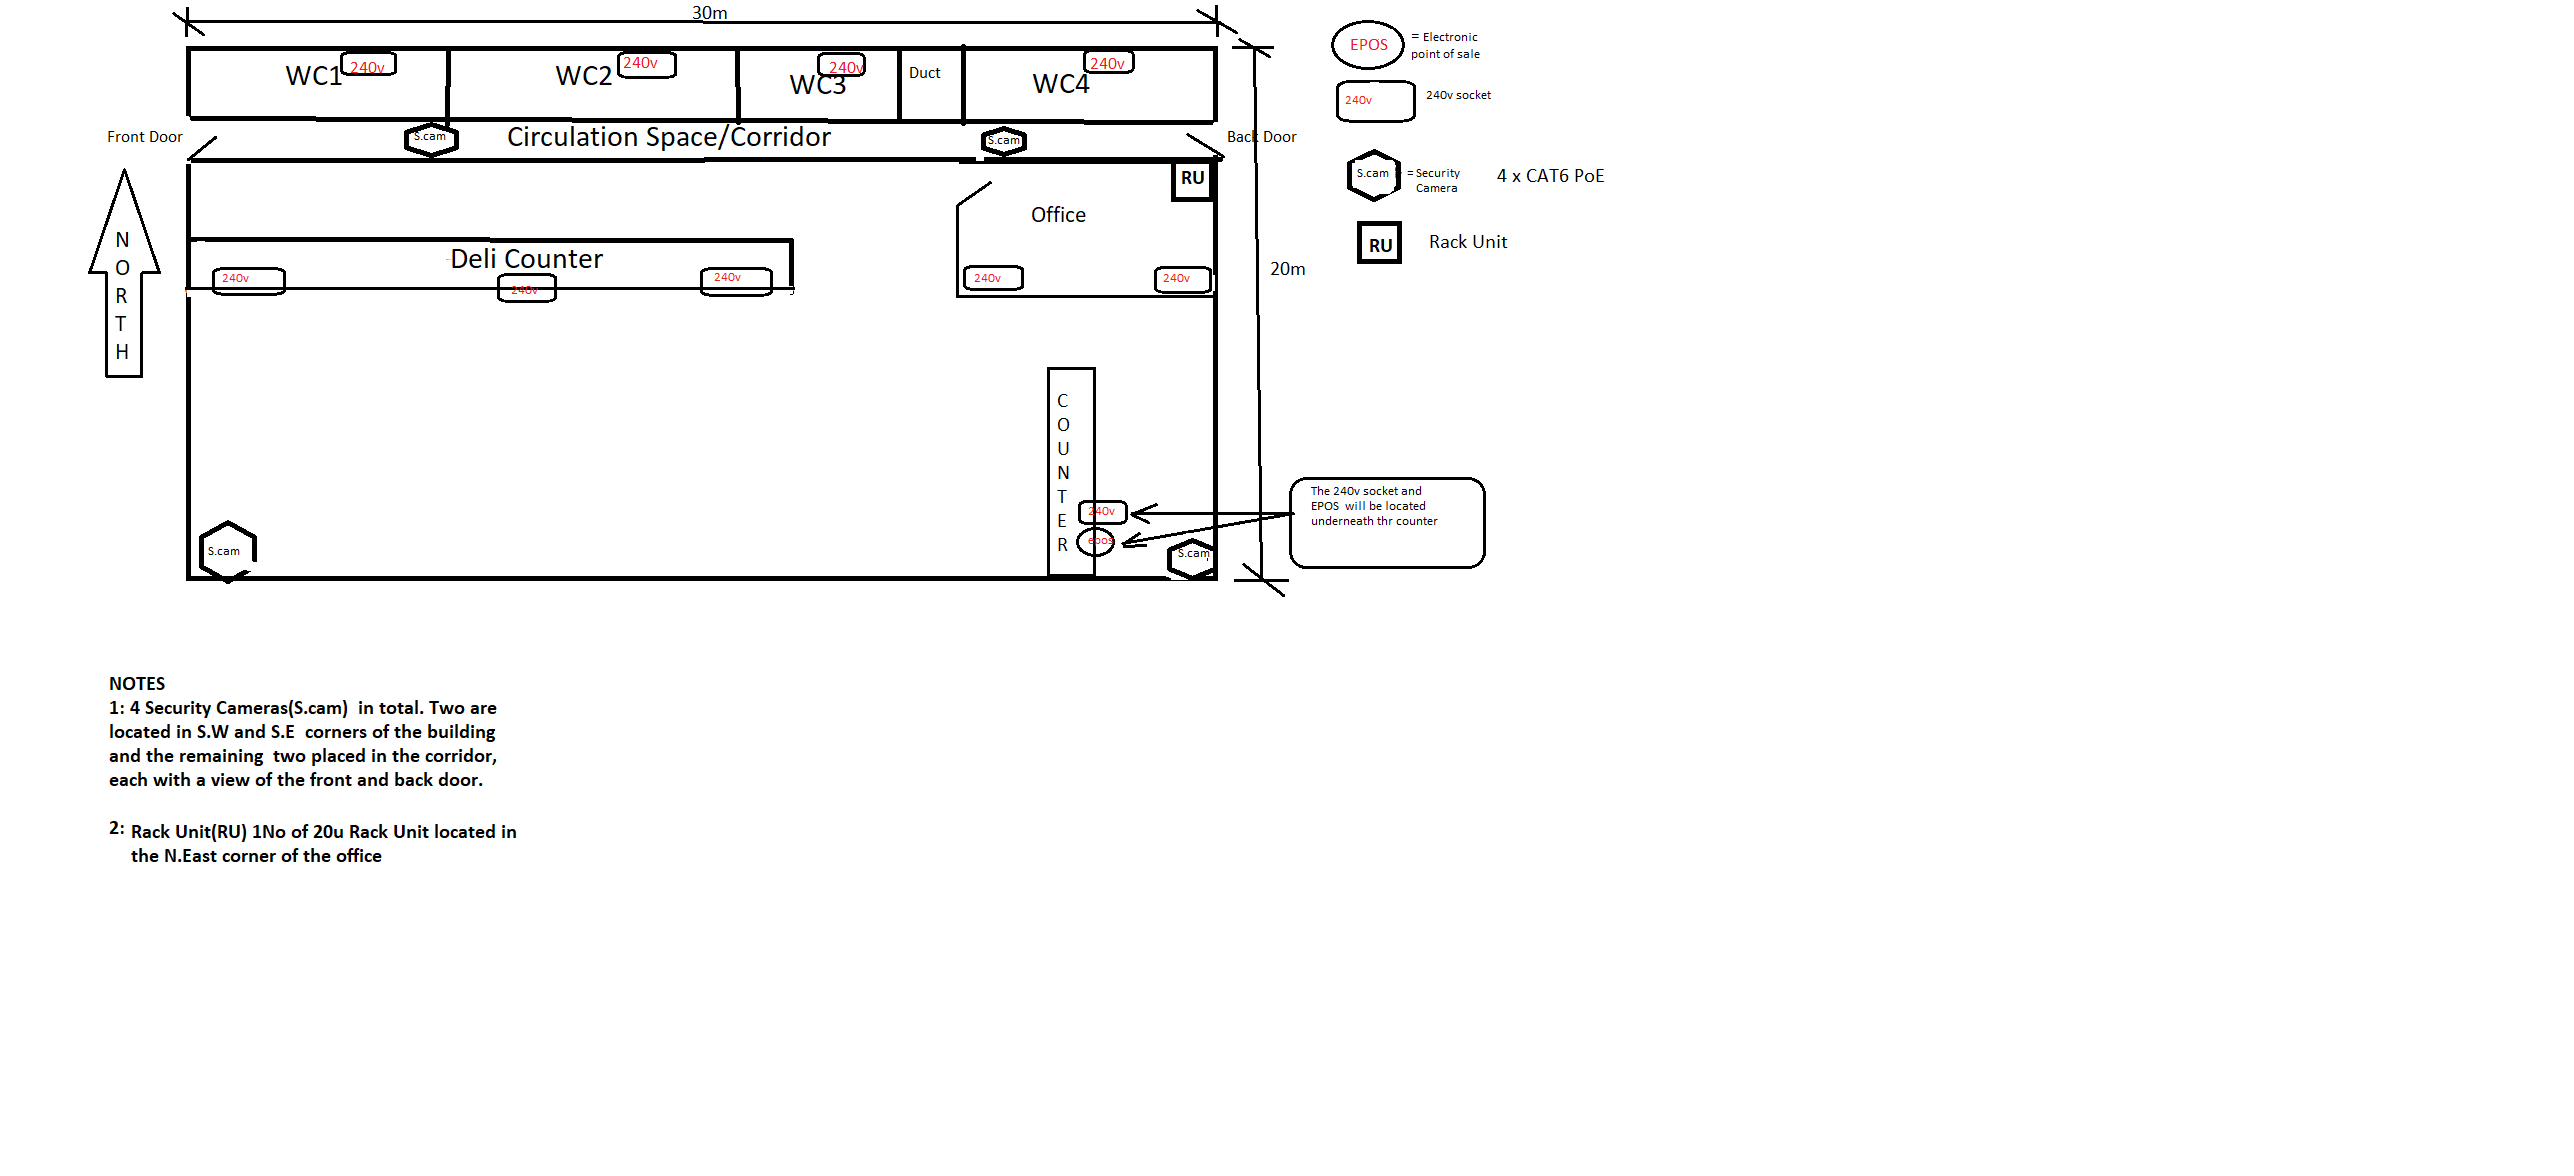 30m
WC1
240v
WC2
240v
WC3
240v
Duct
WC4
240v
Front Door
S.cam
Circulation Space/Corridor
S.cam
Back Door
RU
Office
NORTH
Deli Counter
240v
240v
240v
240v
240v
20m
COUNTER
240v
epos
S.cam
S.cam
The 240v socket and
EPOS will be located
underneath thr counter
EPOS
= Electronic
point of sale
240v
240v socket
S.cam
= Security
Camera
4 x CAT6 PoE
RU
Rack Unit
NOTES
1: 4 Security Cameras(S.cam) in total. Two are
located in S.W and S.E corners of the building
and the remaining two placed in the corridor,
each with a view of the front and back door.
2: Rack Unit(RU) 1No of 20u Rack Unit located in
the N.East corner of the office